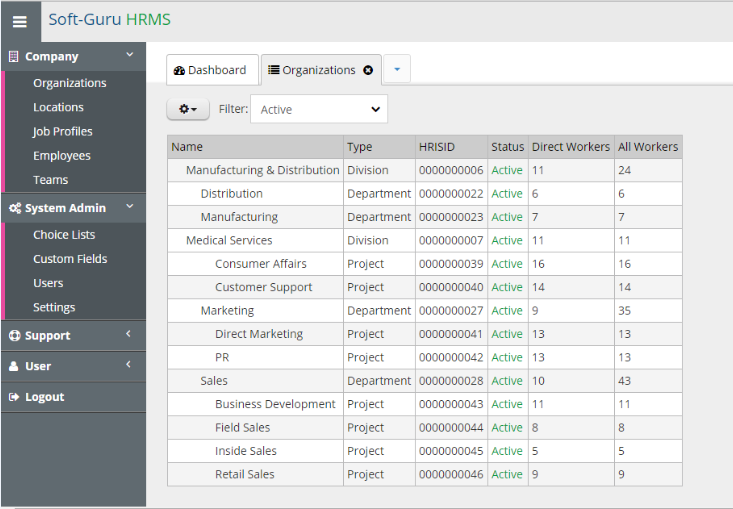 Soft-Guru HRMS
Company
Organizations
Locations
Job Profiles
Employees
Teams
System Admin
Choice Lists
Custom Fields
Users
Settings
Support
User
Logout
Dashboard
Organizations
Filter: Active
Name Type HRISID Status Direct Workers All Workers
Manufacturing & Distribution Division 0000000006 Active 11 24
Distribution Department 0000000022 Active 6 6
Manufacturing Department 0000000023 Active 7 7
Medical Services Division 0000000007 Active 11 11
Consumer Affairs Project 0000000039 Active 16 16
Customer Support Project 0000000040 Active 14 14
Marketing Department 0000000027 Active 9 35
Direct Marketing Project 0000000041 Active 13 13
PR Project 0000000042 Active 13 13
Sales Department 0000000028 Active 10 43
Business Development Project 0000000043 Active 11 11
Field Sales Project 0000000044 Active 8 8
Inside Sales Project 0000000045 Active 5 5
Retail Sales Project 0000000046 Active 9 9